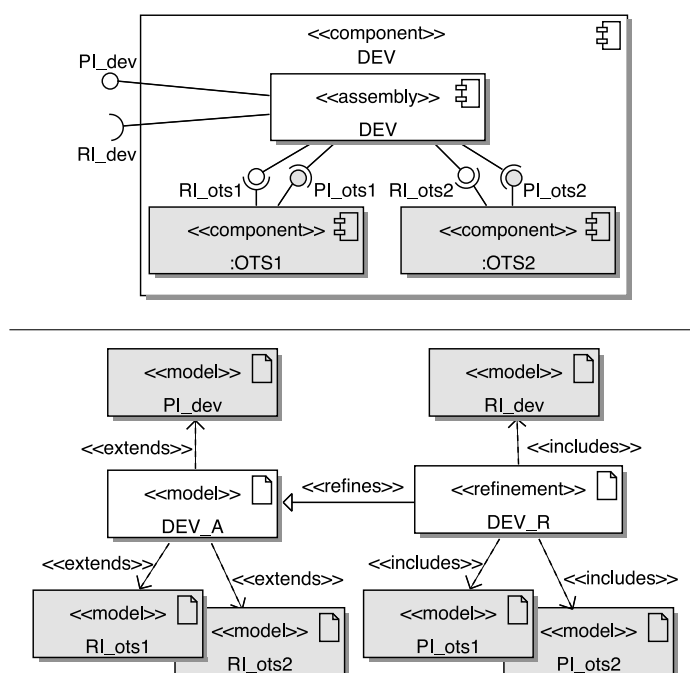 <<component>>
DEV
PI_dev
<<assembly>>
DEV
RI_dev
RI_ots1 PI_ots1 RI_ots2 PI_ots2
<<component>> <<component>>
:OTS1 :OTS2
<<model>> <<model>>
PI_dev RI_dev
<<extends>> <<includes>>
<<model>> <<refines>> <<refinement>>
DEV_A DEV_R
<<extends>> <<extends>> <<includes>> <<includes>>
<<model>> <<model>>
RI_ots1 PI_ots1
<<model>> <<model>>
RI_ots2 PI_ots2